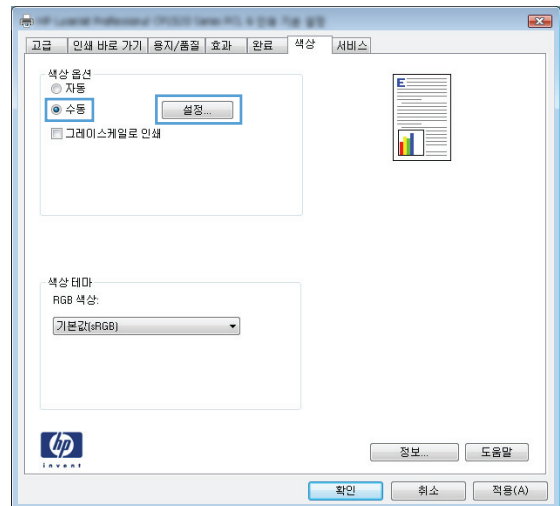 고급 인쇄 바로 가기 용지/품질 효과 완료 색상 서비스
색상 옵션
자동
수동 설정...
그레이스케일로 인쇄
E
색상 테마
RGB 색상:
기본값(sRGB)
hp
invent
정보... 도움말
확인 취소 적용(A)